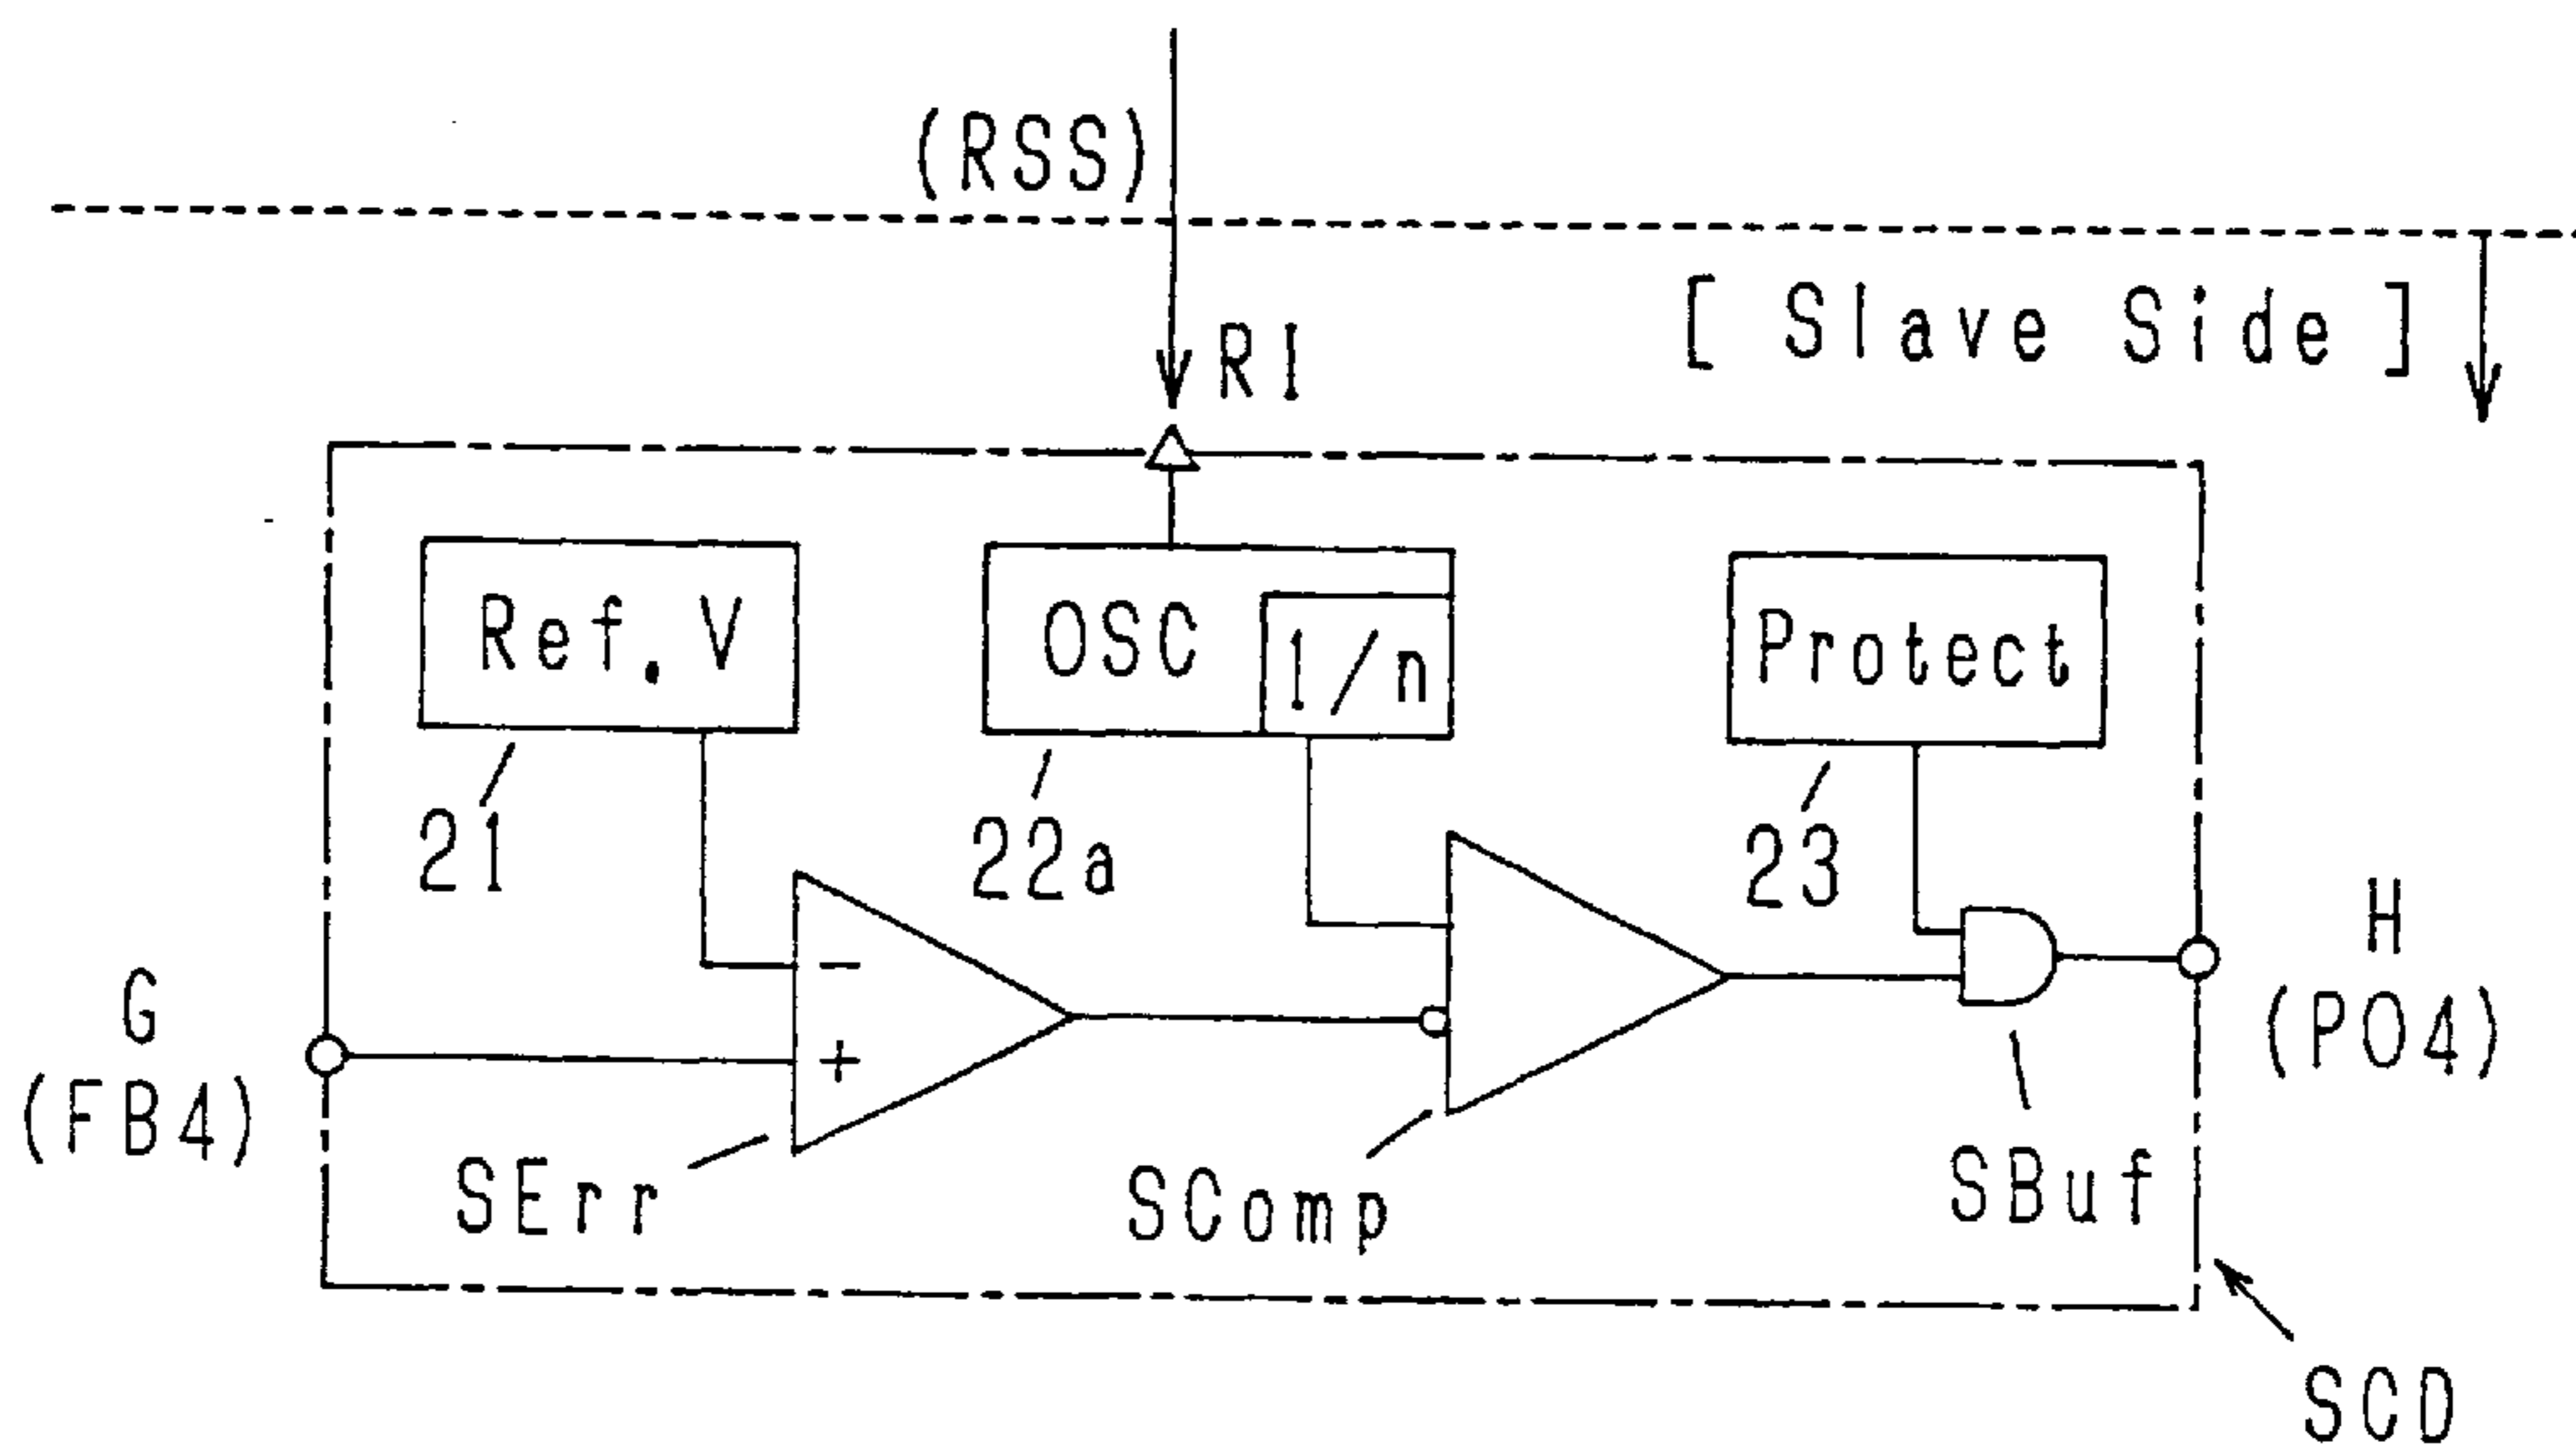 (RSS)
RI
[ Slave Side ]
Ref. V
OSC
1/n
Protect
21
22a
23
- 
+
G
(FB4)
H
(PO4)
SErr
SComp
SBuf
SCD